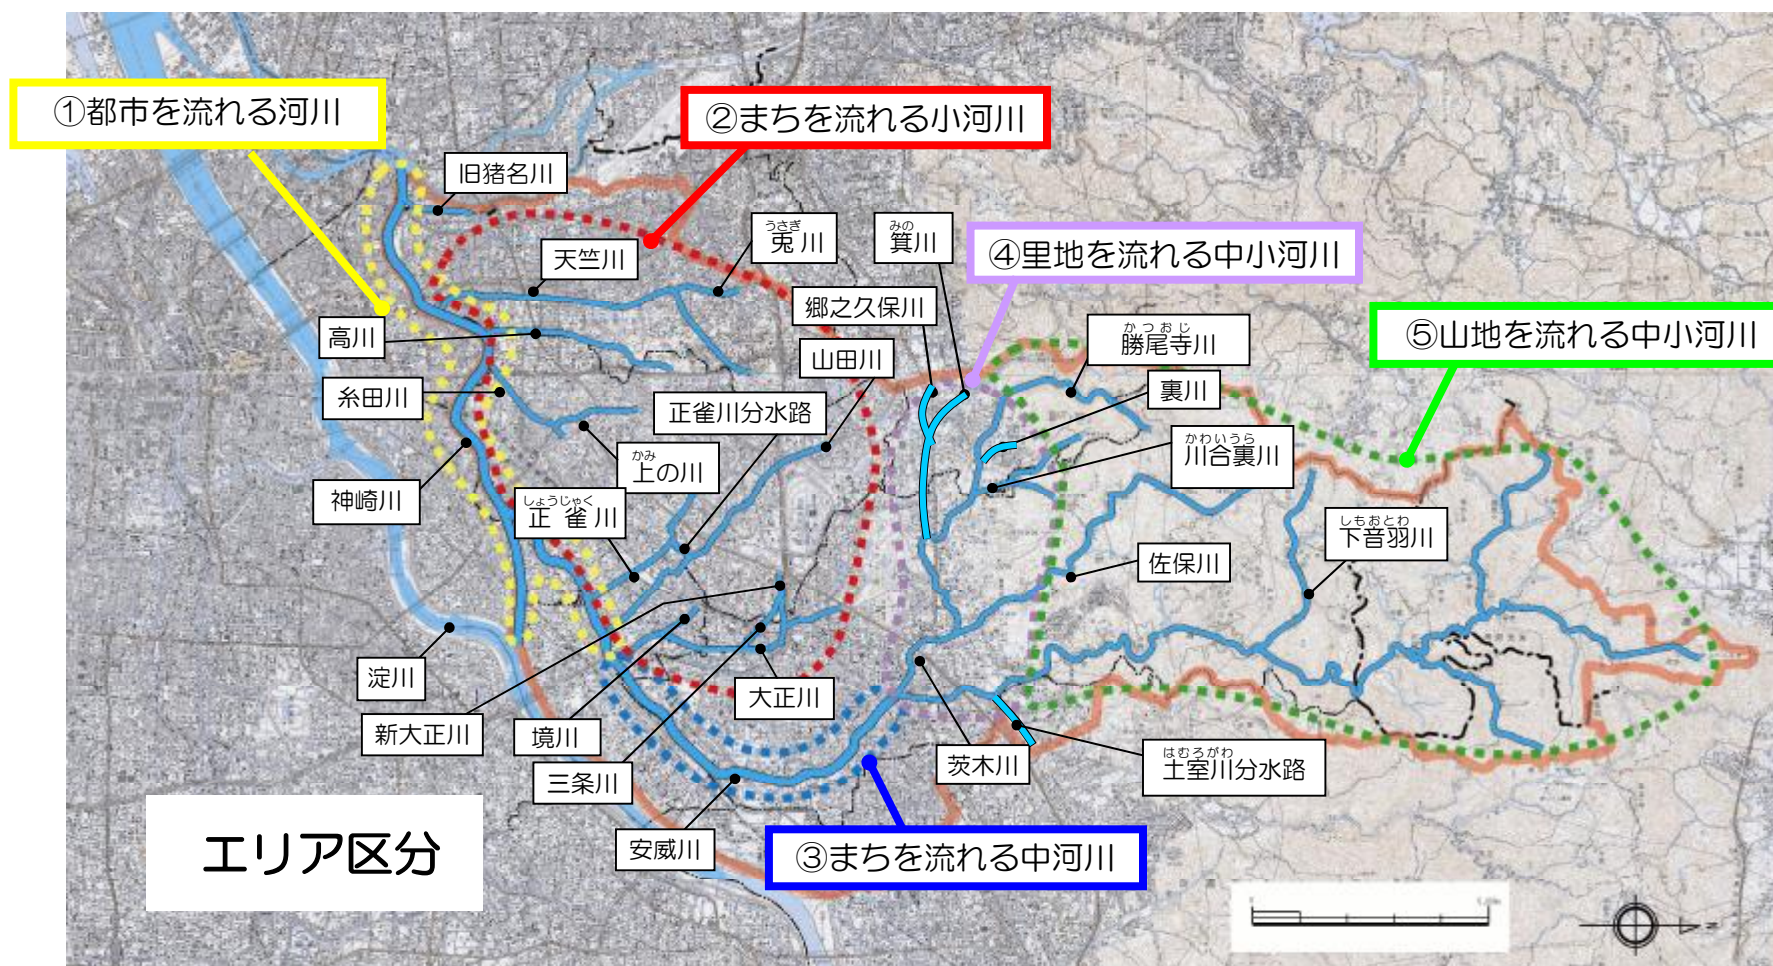 ①都市を流れる河川
②まちを流れる小河川
旧猪名川
うさぎ
兎川
みの
箕川
天竺川
④里地を流れる中小河川
郷之久保川
高川
かつおじ
勝尾寺川
⑤山地を流れる中小河川
山田川
糸田川
正雀川分水路
裏川
かみ
上の川
かわいうら
川合裏川
神崎川
しょうじゃく
正雀川
しもおとわ
下音羽川
佐保川
淀川
大正川
新大正川
境川
茨木川
はむろがわ
土室川分水路
三条川
安威川
③まちを流れる中河川
エリア区分